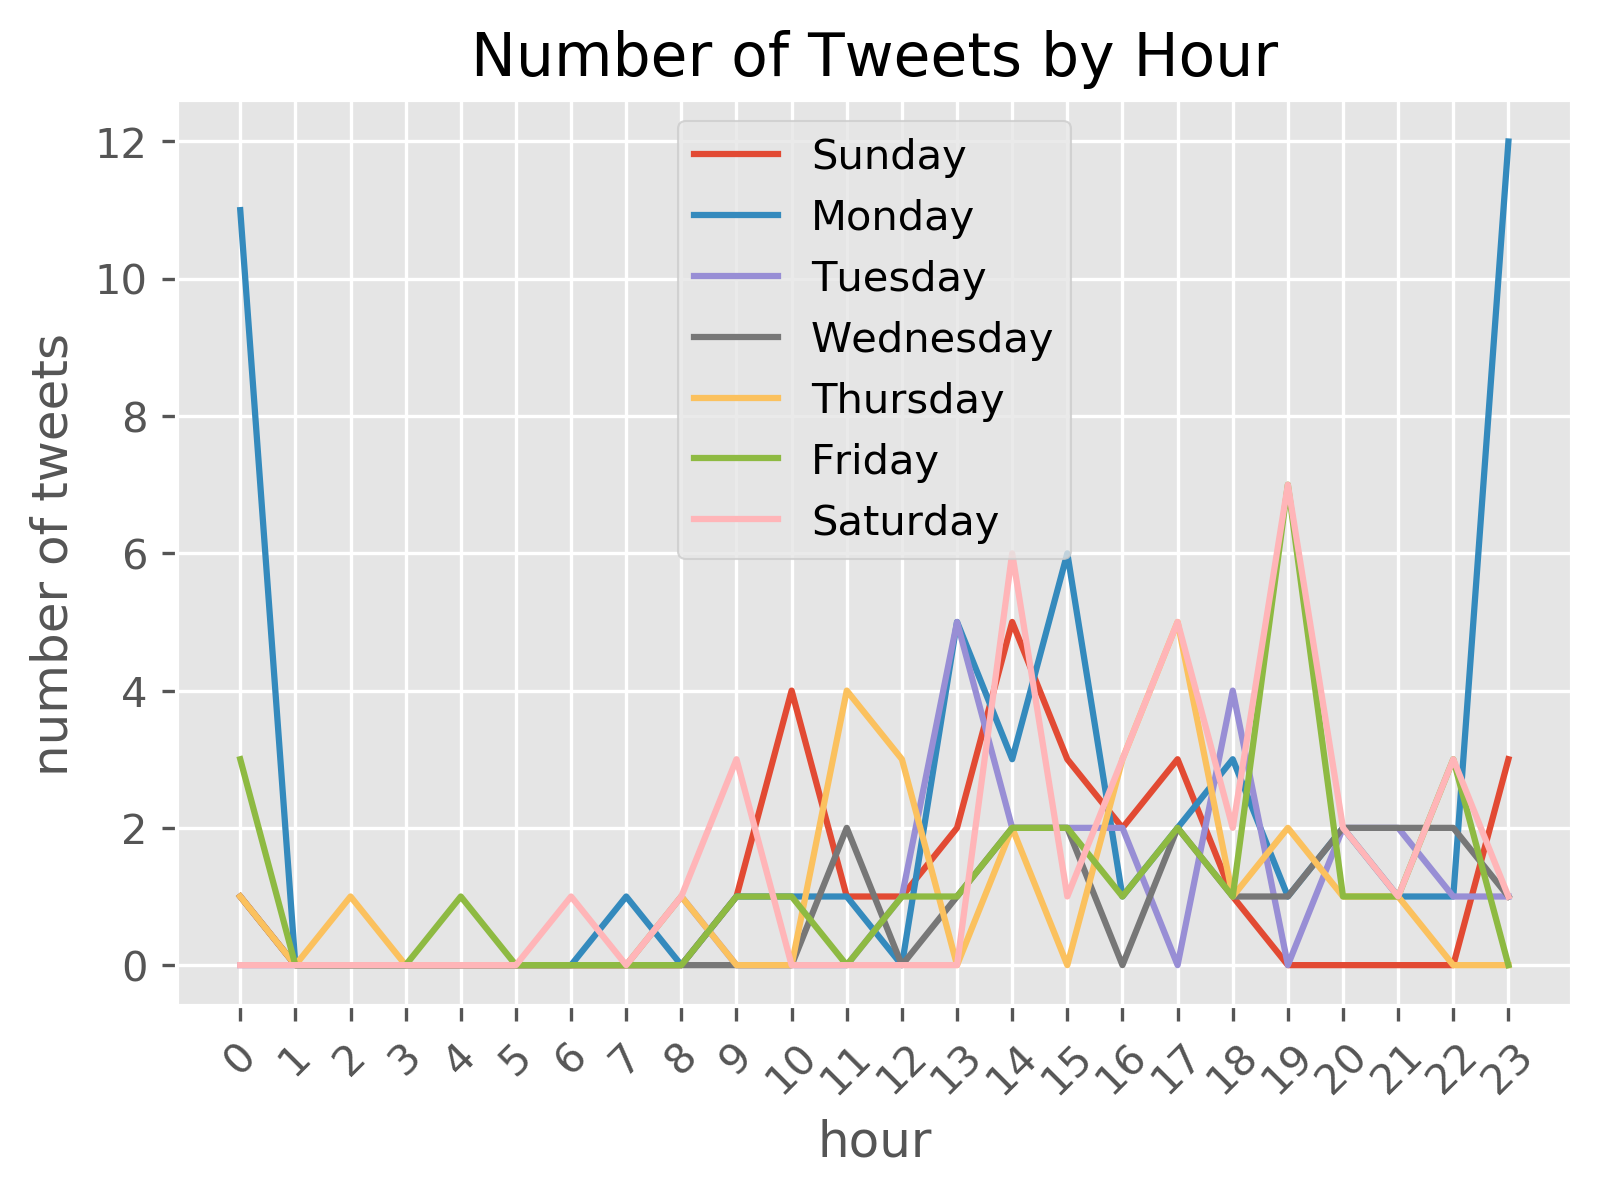 Number of Tweets by Hour
12
10
8
6
4
2
0
number of tweets
Sunday
Monday
Tuesday
Wednesday
Thursday
Friday
Saturday
0 1 2 3 4 5 6 7 8 9 10 11 12 13 14 15 16 17 18 19 20 21 22 23
hour